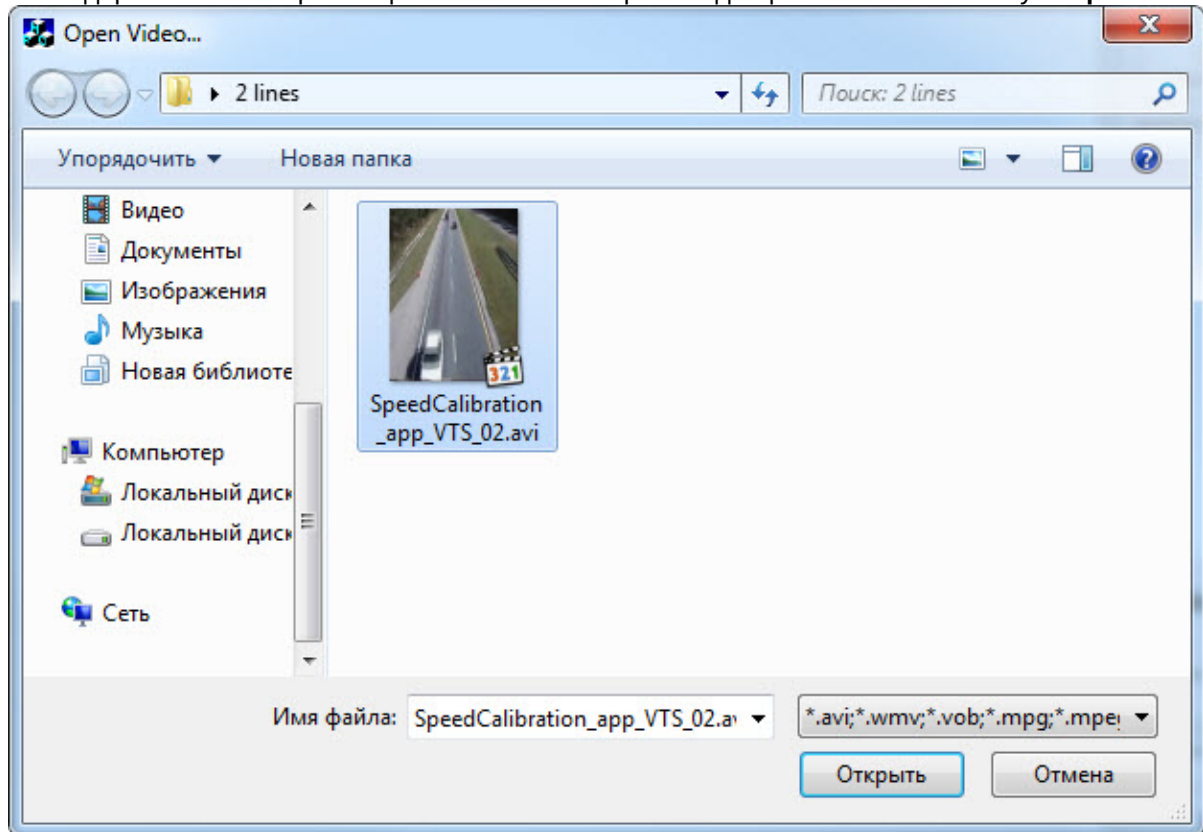 Open Video...
2 lines
Поиск: 2 lines
Упорядочить
Новая папка
Видео
Документы
Изображения
Музыка
Новая библиоте
Компьютер
Локальный диск
Локальный диск
Сеть
321
SpeedCalibration
_app_VTS_02.avi
Имя файла:
SpeedCalibration_app_VTS_02.a
*.avi;*.wmv;*.vob;*.mpg;*.mpe
Открыть
Отмена